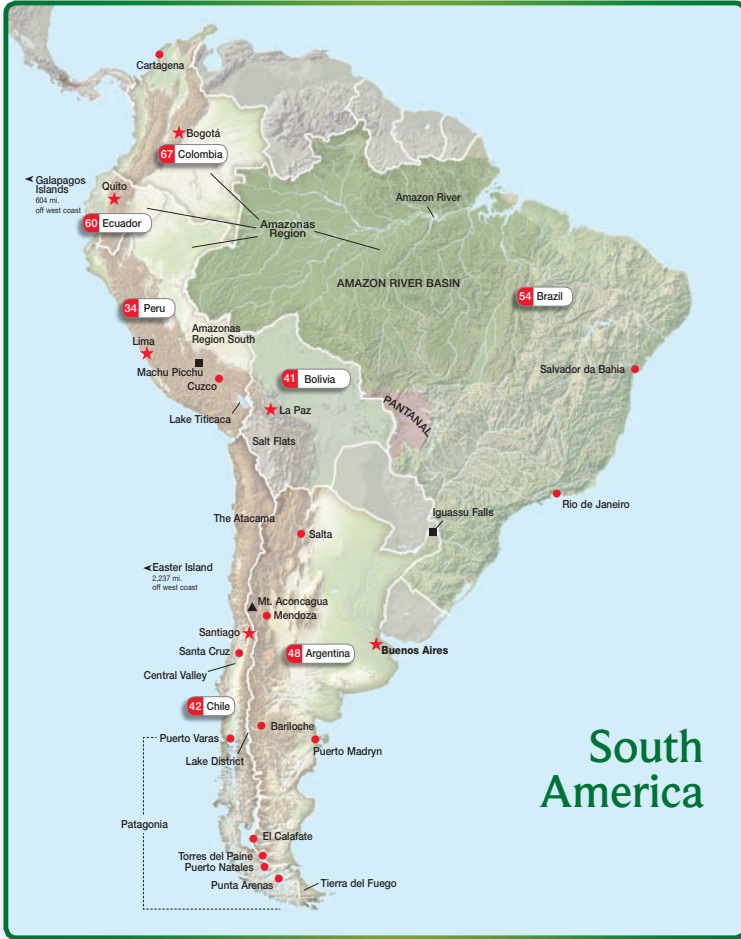 Cartagena
Bogotá
67 Colombia
Galapagos
Islands
604 mi.
off west coast
Quito
60 Ecuador
Amazon River
Amazonas
Region
AMAZON RIVER BASIN
54 Brazil
34 Peru
Amazonas
Region South
Lima
Machu Picchu
Cuzco
41 Bolivia
Salvador da Bahia
La Paz
PANTANAL
Lake Titicaca
Salt Flats
Rio de Janeiro
Iguassu Falls
The Atacama
Salta
Easter Island
2,237 mi.
off west coast
Mt. Aconcagua
Mendoza
Santiago
Santa Cruz
48 Argentina
Buenos Aires
Central Valley
42 Chile
Bariloche
Puerto Varas
Puerto Madryn
Lake District
South
America
Patagonia
El Calafate
Torres del Paine
Puerto Natales
Punta Arenas
Tierra del Fuego